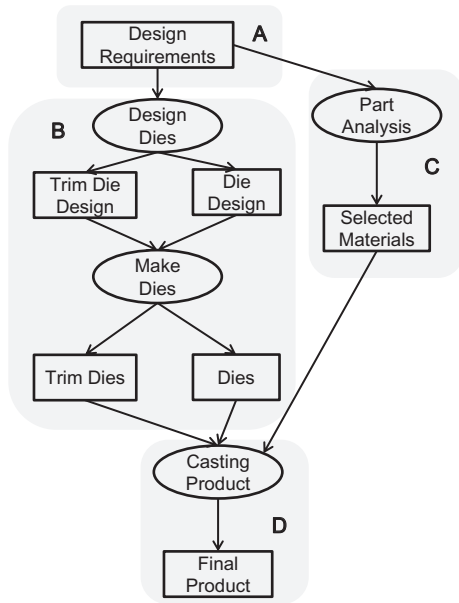 Design
Requirements
A
B
Design
Dies
Part
Analysis
C
Trim Die
Design
Die
Design
Selected
Materials
Make
Dies
Trim Dies
Dies
Casting
Product
D
Final
Product